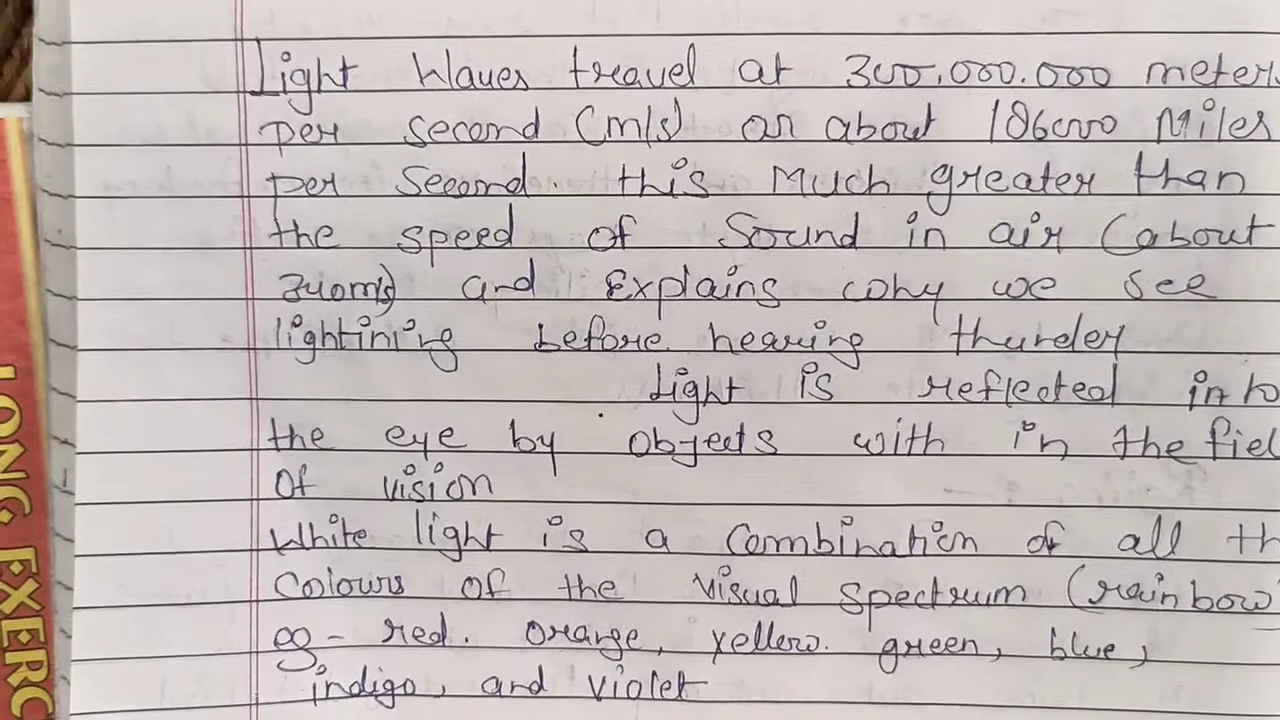 Light Waves travel at 300,000.000 meters
per second (m/s) or about 186000 Miles
per Second. this Much greater than
the speed of Sound in air (about
340m/s) and Explains why we see
lightining before hearing thunder
Light is reflected into
the eye by objects with in the fiel
of vision
White light is a Combination of all th
Colours of the visual spectrum (rainbow
eg - red. orange, yellow. green, blue,
indigo, and violet
LONG EXERC